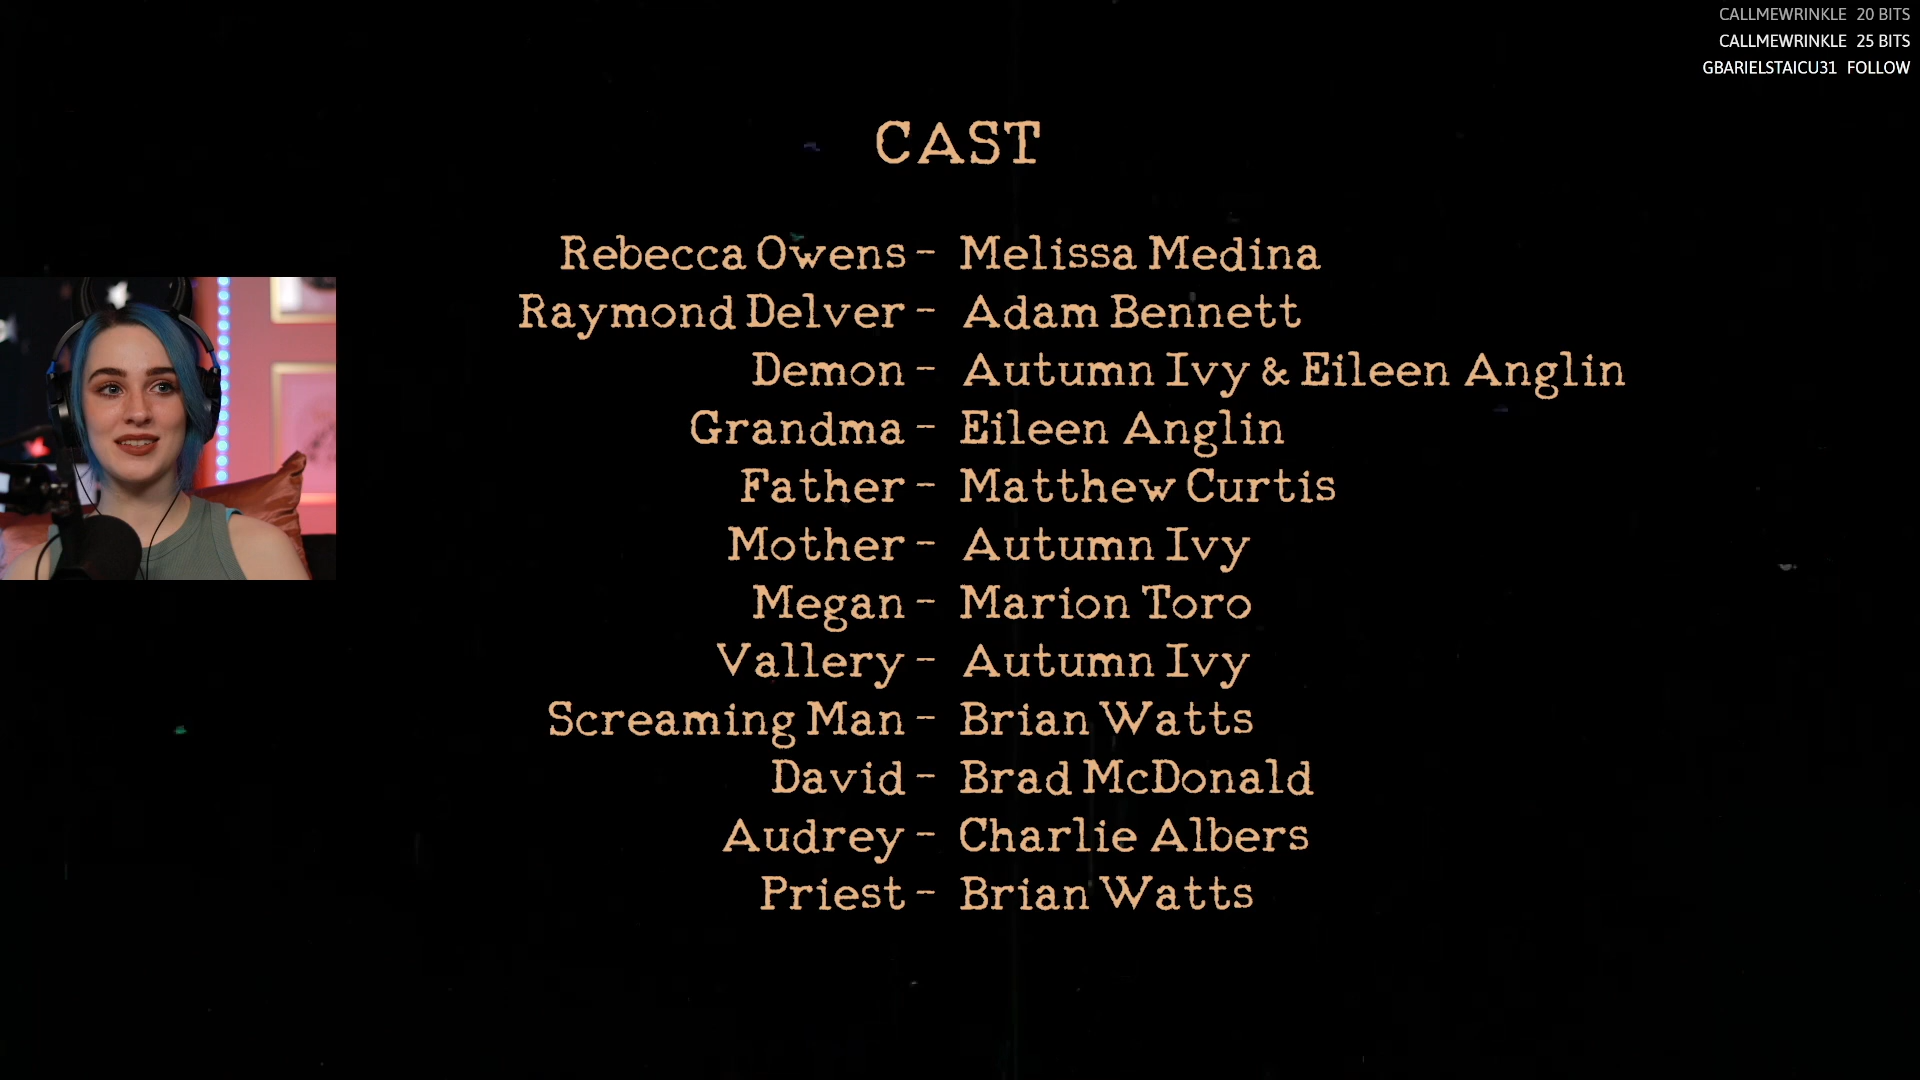 CALLMEWRINKLE 20 BITS
CALLMEWRINKLE 25 BITS
GBARIELSTAICU31 FOLLOW
CAST
Rebecca Owens - Melissa Medina
Raymond Delver - Adam Bennett
Demon - Autumn Ivy & Eileen Anglin
Grandma - Eileen Anglin
Father - Matthew Curtis
Mother - Autumn Ivy
Megan - Marion Toro
Vallery - Autumn Ivy
Screaming Man - Brian Watts
David - Brad McDonald
Audrey - Charlie Albers
Priest - Brian Watts